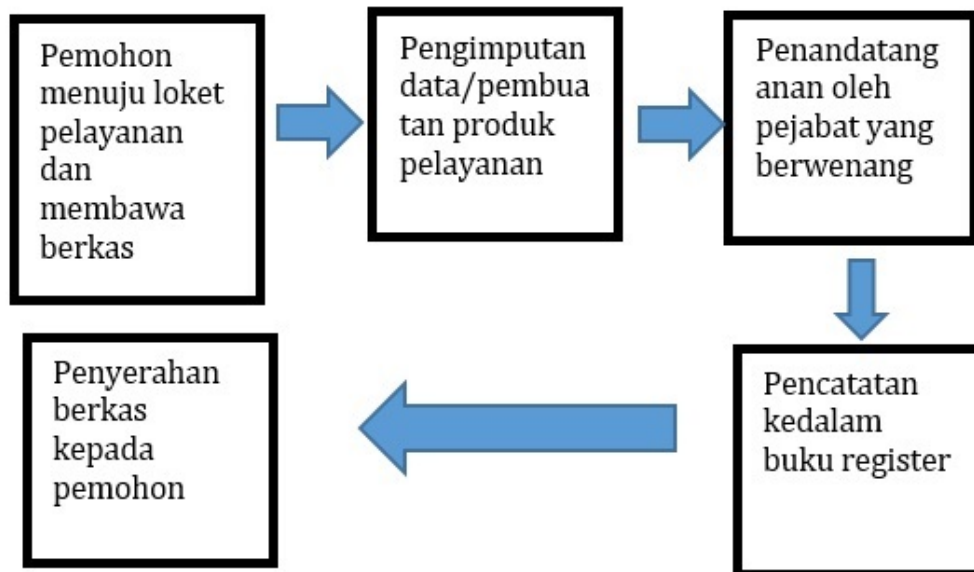 Pemohon
menuju loket
pelayanan
dan
membawa
berkas
Pengimputan
data/pembua
tan produk
pelayanan
Penandatang
anan oleh
pejabat yang
berwenang
Pencatatan
kedalam
buku register
Penyerahan
berkas
kepada
pemohon